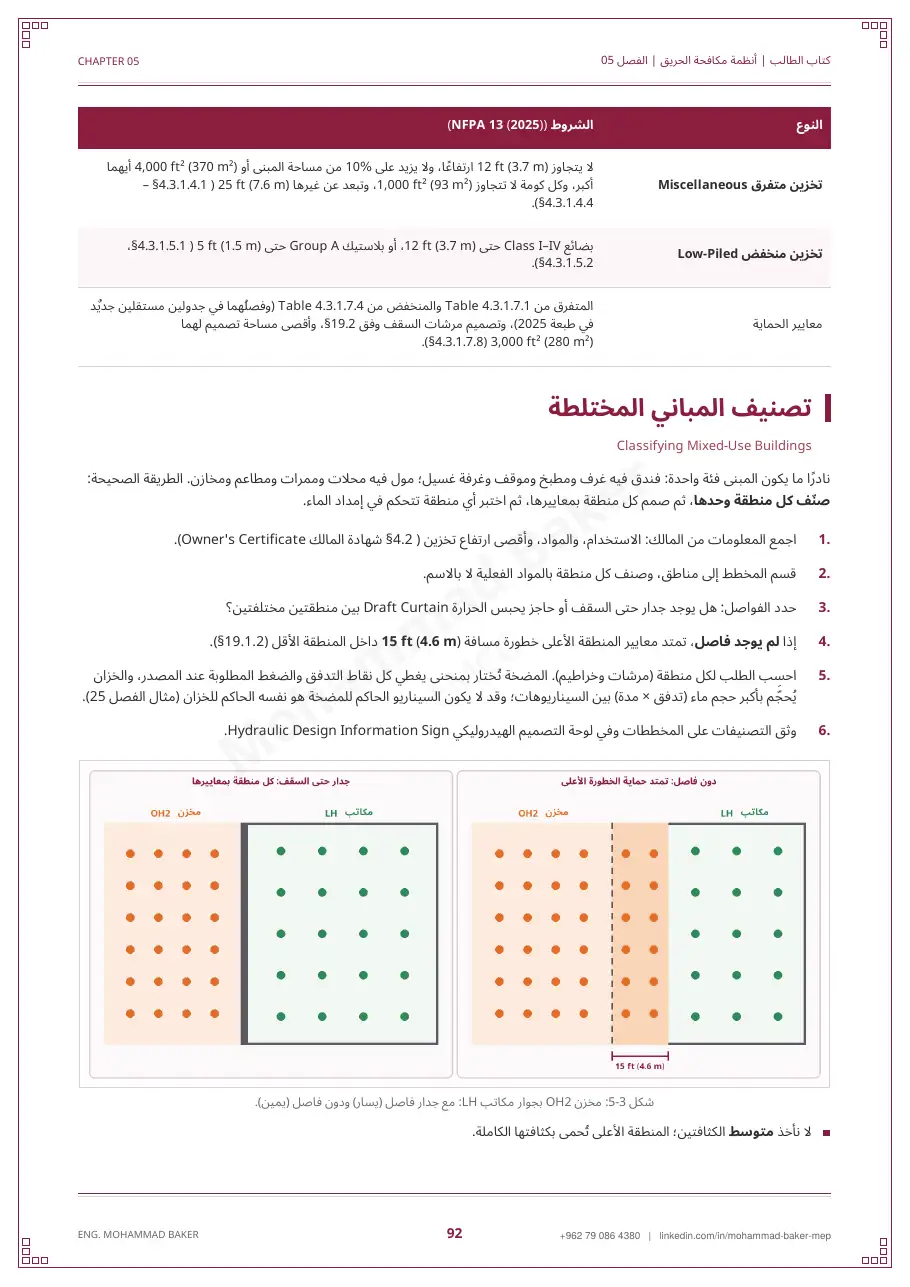 كتاب الطالب | أنظمة مكافحة الحريق | الفصل 05
CHAPTER 05
النوع
الشروط ((NFPA 13 (2025)
تخزين متفرق Miscellaneous
لا يتجاوز 12 ft (3.7 m) ارتفاعًا، ولا يزيد على 10% من مساحة المبنى أو 4,000 ft² (370 m²) أيهما
أكبر، وكل كومة لا تتجاوز 1,000 ft² (93 m²)، وتبعد عن غيرها 25 ft (7.6 m) ( §4.3.1.4.1 –
§4.3.1.4.4).
تخزين منخفض Low-Piled
بضائع Class I–IV حتى 12 ft (3.7 m)، أو بلاستيك Group A حتى 5 ft (1.5 m) ( §4.3.1.5.1،
§4.3.1.5.2).
معايير الحماية
المتفرق من Table 4.3.1.7.1 والمنخفض من Table 4.3.1.7.4 (وفصلُهما في جدولين مستقلين جديُد
في طبعة 2025)، وتصميم مرشات السقف وفق §19.2، وأقصى مساحة تصميم لهما
3,000 ft² (280 m²) (§4.3.1.7.8).
تصنيف المباني المختلطة
Classifying Mixed-Use Buildings
نادرًا ما يكون المبنى فئة واحدة: فندق فيه غرف ومطبخ وموقف وغرفة غسيل؛ مول فيه محلات وممرات ومطاعم ومخازن. الطريقة الصحيحة:
صنّف كل منطقة وحدها، ثم صمم كل منطقة بمعاييرها، ثم اختبر أي منطقة تتحكم في إمداد الماء.
1. اجمع المعلومات من المالك: الاستخدام، والمواد، وأقصى ارتفاع تخزين ( §4.2 شهادة المالك Owner's Certificate).
2. قسم المخطط إلى مناطق، وصنف كل منطقة بالمواد الفعلية لا بالاسم.
3. حدد الفواصل: هل يوجد جدار حتى السقف أو حاجز يحبس الحرارة Draft Curtain بين منطقتين مختلفتين؟
4. إذا لم يوجد فاصل، تمتد معايير المنطقة الأعلى خطورة مسافة 15 ft (4.6 m) داخل المنطقة الأقل (§19.1.2).
5. احسب الطلب لكل منطقة (مرشات وخراطيم). المضخة تُختار بمنحنى يغطي كل نقاط التدفق والضغط المطلوبة عند المصدر، والخزان
يُحجَّم بأكبر حجم ماء (تدفق × مدة) بين السيناريوهات؛ وقد لا يكون السيناريو الحاكم للمضخة هو نفسه الحاكم للخزان (مثال الفصل 25).
6. وثق التصنيفات على المخططات وفي لوحة التصميم الهيدروليكي Hydraulic Design Information Sign.
دون فاصل: تمتد حماية الخطورة الأعلى
مكاتب LH
مخزن OH2
15 ft (4.6 m)
جدار حتى السقف: كل منطقة بمعاييرها
مكاتب LH
مخزن OH2
شكل 3-5: مخزن OH2 بجوار مكاتب LH: مع جدار فاصل (يسار) ودون فاصل (يمين).
■ لا نأخذ متوسط الكثافتين؛ المنطقة الأعلى تُحمى بكثافتها الكاملة.
ENG. MOHAMMAD BAKER
92
+962 79 086 4380 | linkedin.com/in/mohammad-baker-mep